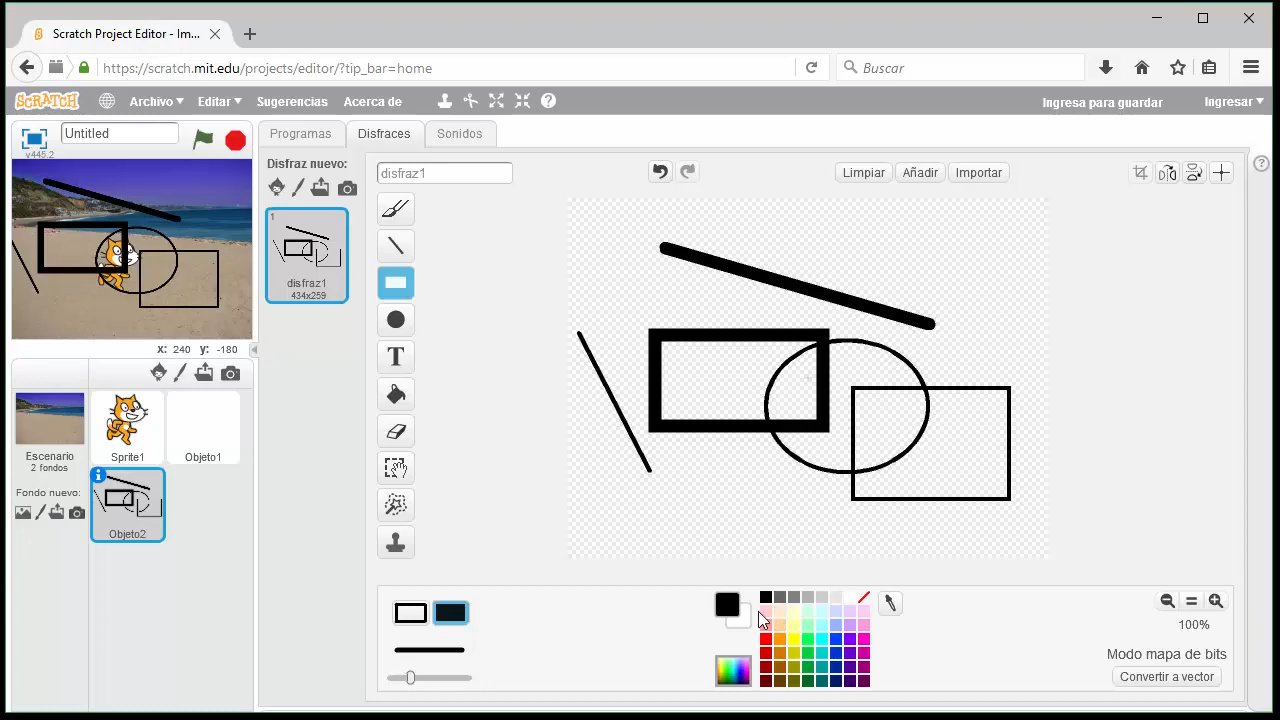 Scratch Project Editor - Im...
https://scratch.mit.edu/projects/editor/?tip_bar=home
Buscar
SCRATCH
Archivo
Editar
Sugerencias
Acerca de
Ingresa para guardar
Ingresar
Untitled
v445.2
Programas
Disfraces
Sonidos
Disfraz nuevo:
disfraz1
Limpiar
Añadir
Importar
1
disfraz1
434x259
T
x: 240 y: -180
Escenario
2 fondos
Sprite1
Objeto1
Fondo nuevo:
Objeto2
100%
Modo mapa de bits
Convertir a vector